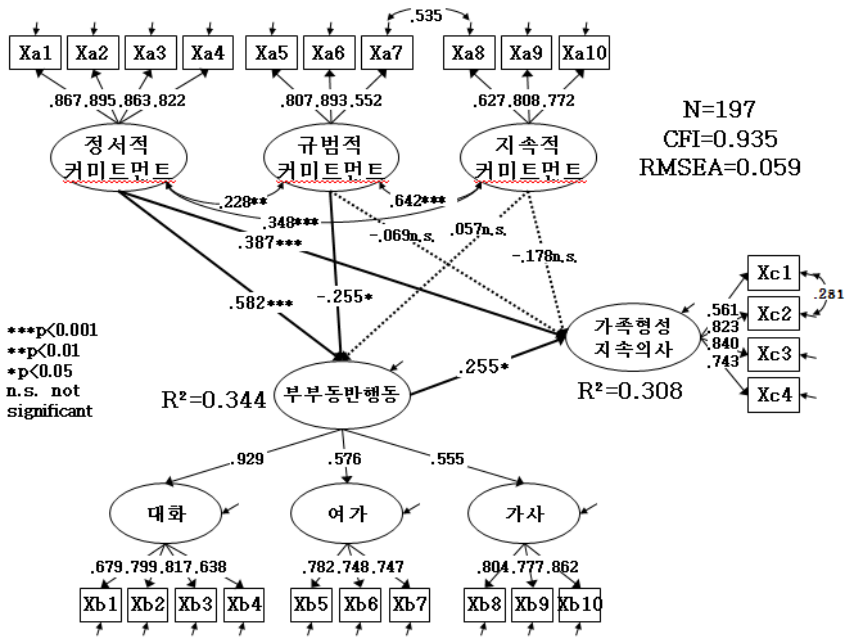 .535
Xa1 Xa2 Xa3 Xa4 Xa5 Xa6 Xa7 Xa8 Xa9 Xa10
.867 .895 .863 .822 .807 .893 .552 .627 .808 .772
정서적
커미트먼트
규범적
커미트먼트
지속적
커미트먼트
N=197
CFI=0.935
RMSEA=0.059
.228**
.642***
.348***
.387***
-.069n.s.
.057n.s.
-.178n.s.
.582***
-.255*
***p<0.001
**p<0.01
*p<0.05
n.s. not
significant
가족형성
지속의사
R²=0.308
.561
.823
.840
.743
Xc1
Xc2
Xc3
Xc4
.281
.255*
R²=0.344
부부동반행동
.929 .576 .555
대화 여가 가사
.679 .799 .817 .638 .782 .748 .747 .804 .777 .862
Xb1 Xb2 Xb3 Xb4 Xb5 Xb6 Xb7 Xb8 Xb9 Xb10